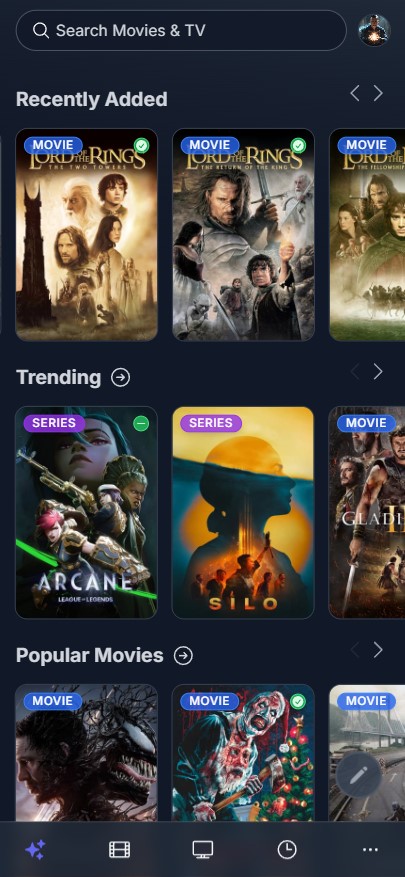 Search Movies & TV
Recently Added
MOVIE
MOVIE
MOVIE
LORD OF THE RINGS
THE TWO TOWERS
LORD OF THE RINGS
THE RETURN OF THE KING
LORD
THE FELLOWSHIP
Trending
SERIES
SERIES
MOVIE
ARCANE
LEAGUE OF LEGENDS
SILO
GLADI
II
Popular Movies
MOVIE
MOVIE
MOVIE